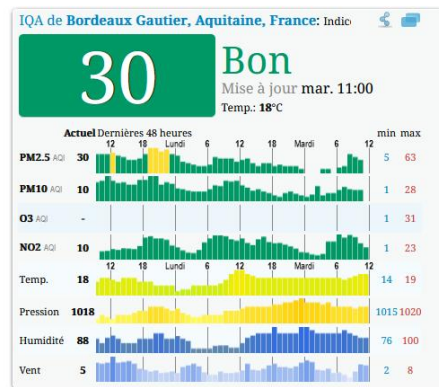 IQA de Bordeaux Gautier, Aquitaine, France: Indice
30
Bon
Mise à jour mar. 11:00
Temp.: 18°C
Actuel Dernières 48 heures min max
12 18 Lundi 6 12 18 Mardi 6 12
PM2.5 AQI 30 5 63
PM10 AQI 10 1 28
O3 AQI - 1 31
NO2 AQI 10 1 23
12 18 Lundi 6 12 18 Mardi 6 12
Temp. 18 14 19
Pression 1018 1015 1020
Humidité 88 76 100
Vent 5 2 8